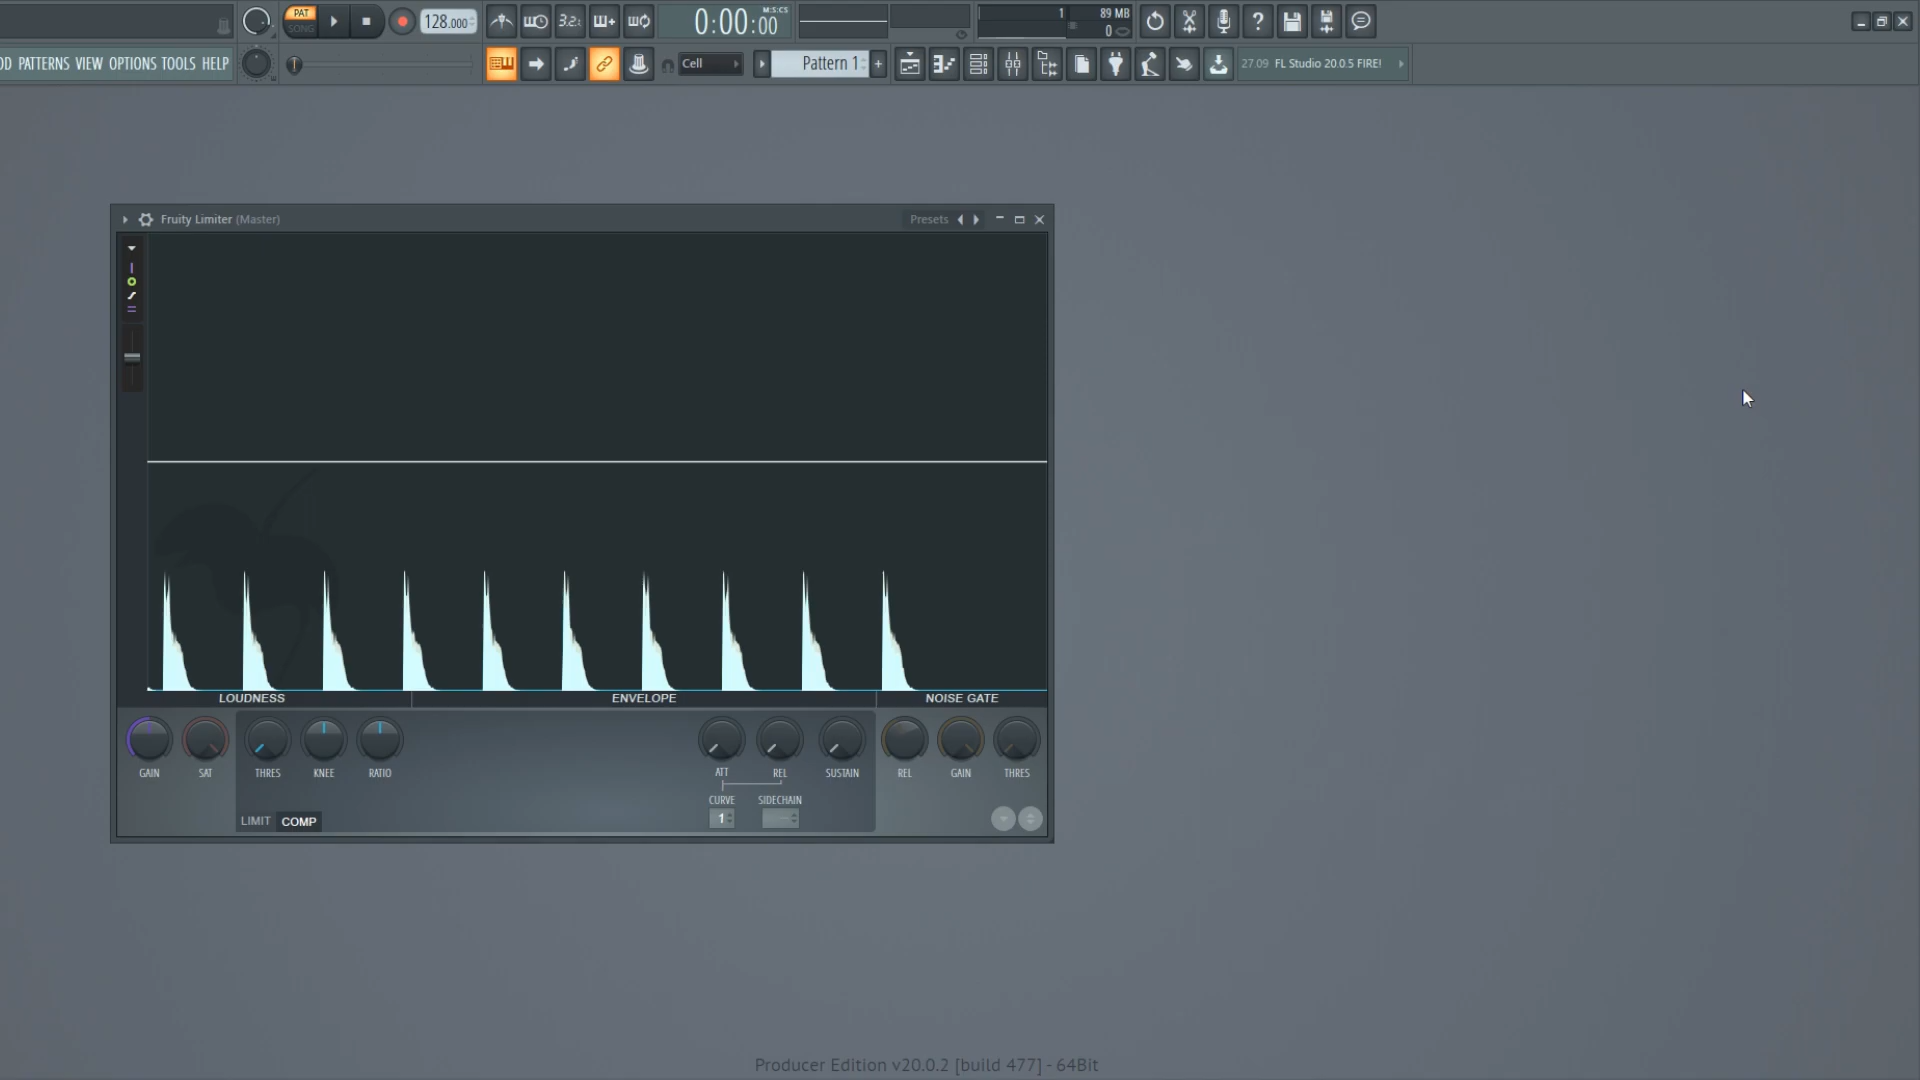 PAT
SONG
128.000
3.2.
0:00:00
M:S:CS
1
89 MB
0
OD PATTERNS VIEW OPTIONS TOOLS HELP
Cell
Pattern 1
+
27.09 FL Studio 20.0.5 FIRE!
Fruity Limiter (Master)
Presets
LOUDNESS
ENVELOPE
NOISE GATE
GAIN
SAT
THRES
KNEE
RATIO
ATT
REL
SUSTAIN
REL
GAIN
THRES
CURVE
SIDECHAIN
1
LIMIT
COMP
Producer Edition v20.0.2 [build 477] - 64Bit